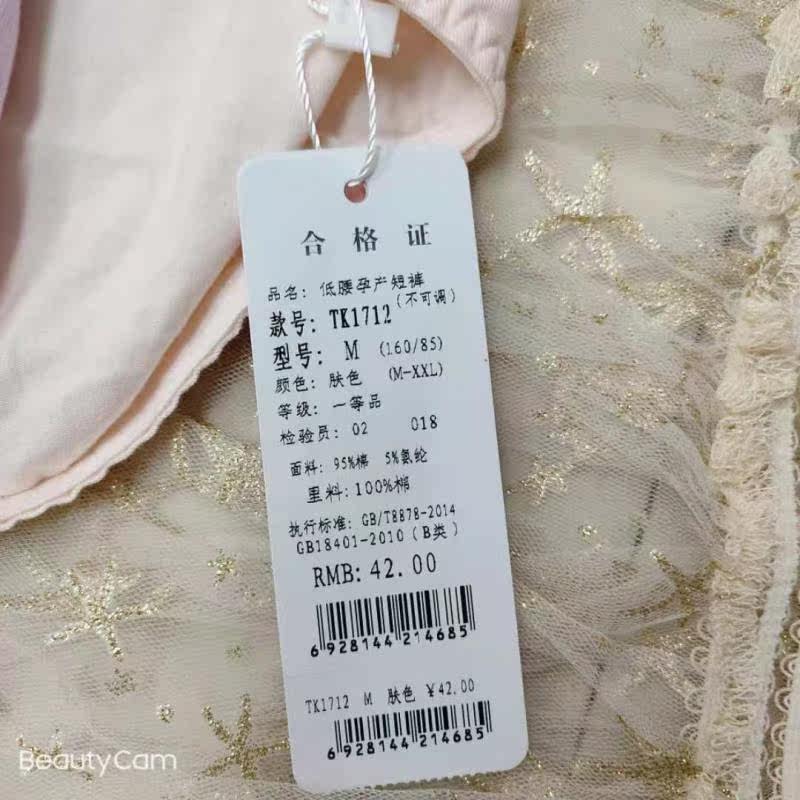 合格证
品名: 低腰孕产短裤
(不可调)
款号: TK1712
型号: M (160/85)
颜色: 肤色 (M-XXL)
等级: 一等品
检验员: 02 018
面料: 95%棉 5%氨纶
里料: 100%棉
执行标准: GB/T8878-2014
GB18401-2010 (B类)
RMB: 42.00
6928144214685
TK1712 M 肤色 ￥42.00
6928144214685
BeautyCam